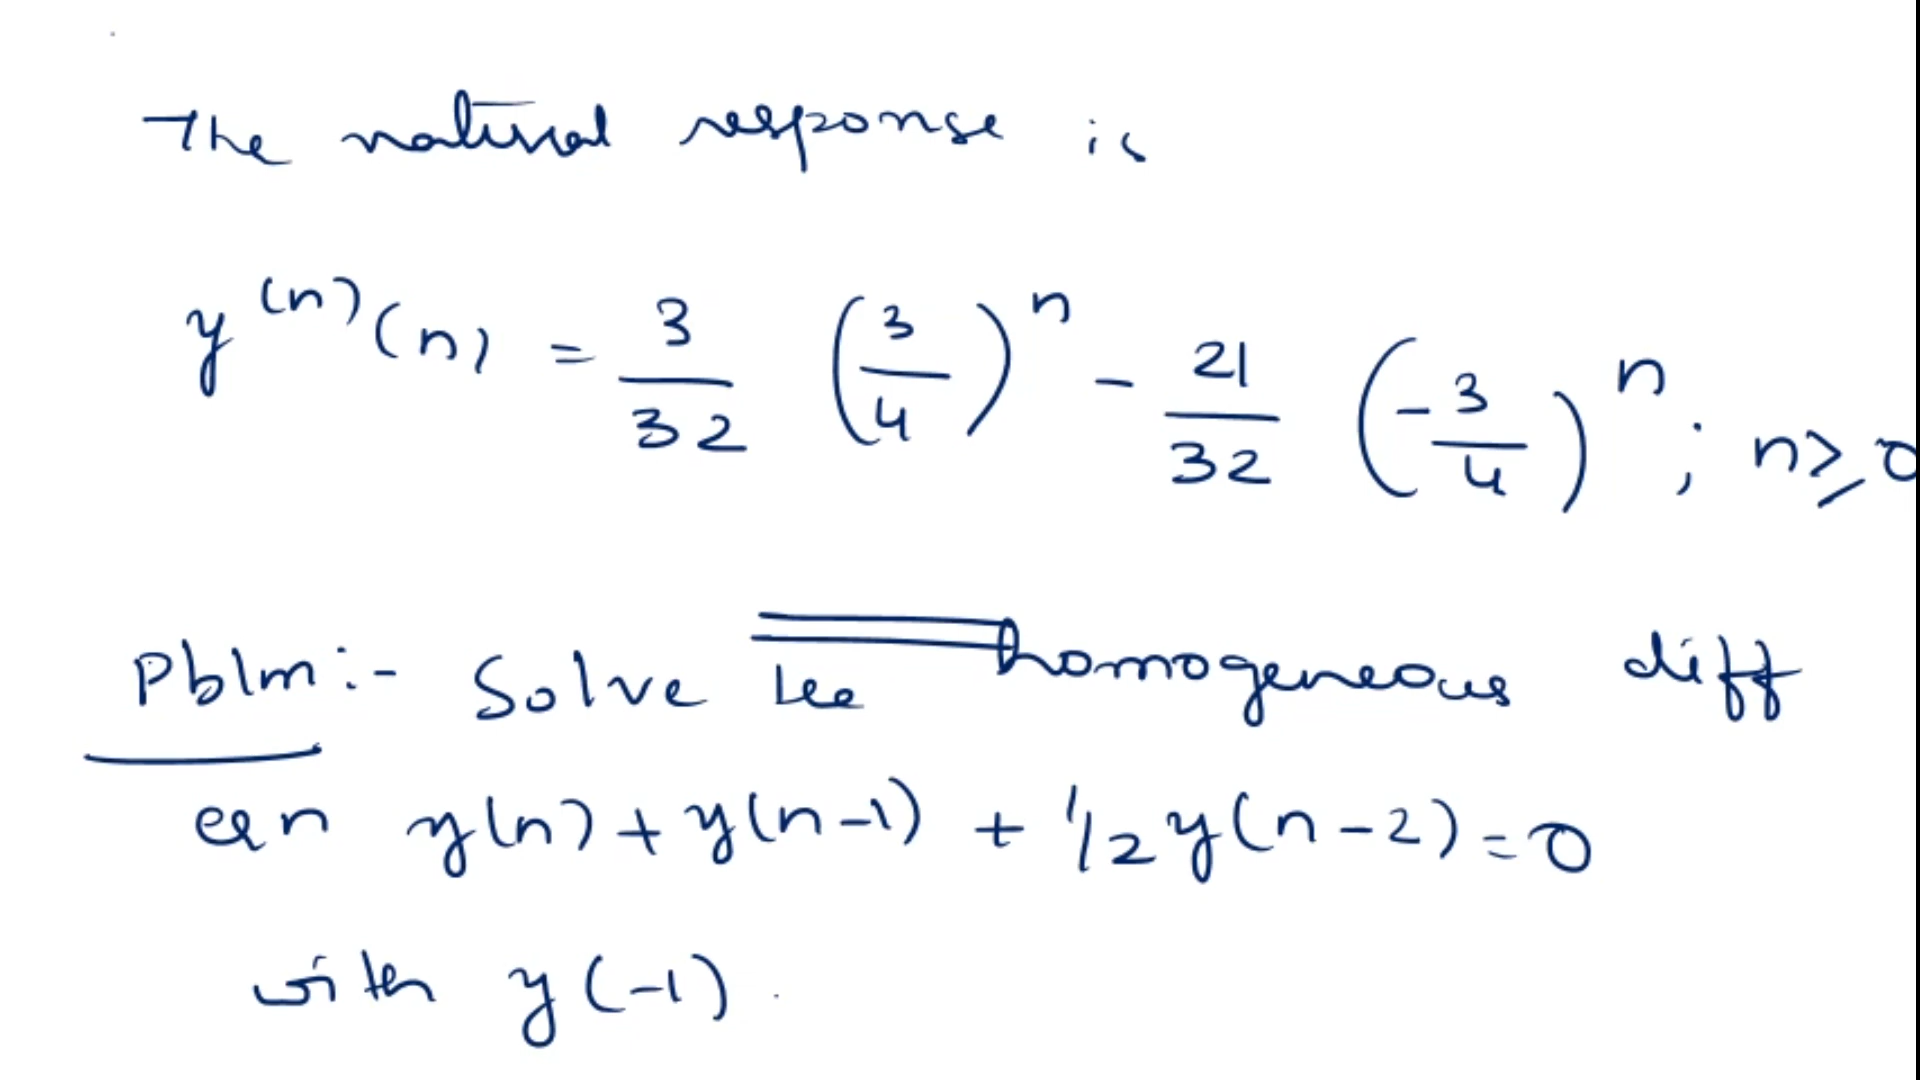 The natural response is
y^(n)(n) = 3/32 (3/4)^n - 21/32 (-3/4)^n ; n≥0
Pblm:- Solve the homogeneous diff
eqn y(n) + y(n-1) + 1/2 y(n-2) = 0
with y(-1)